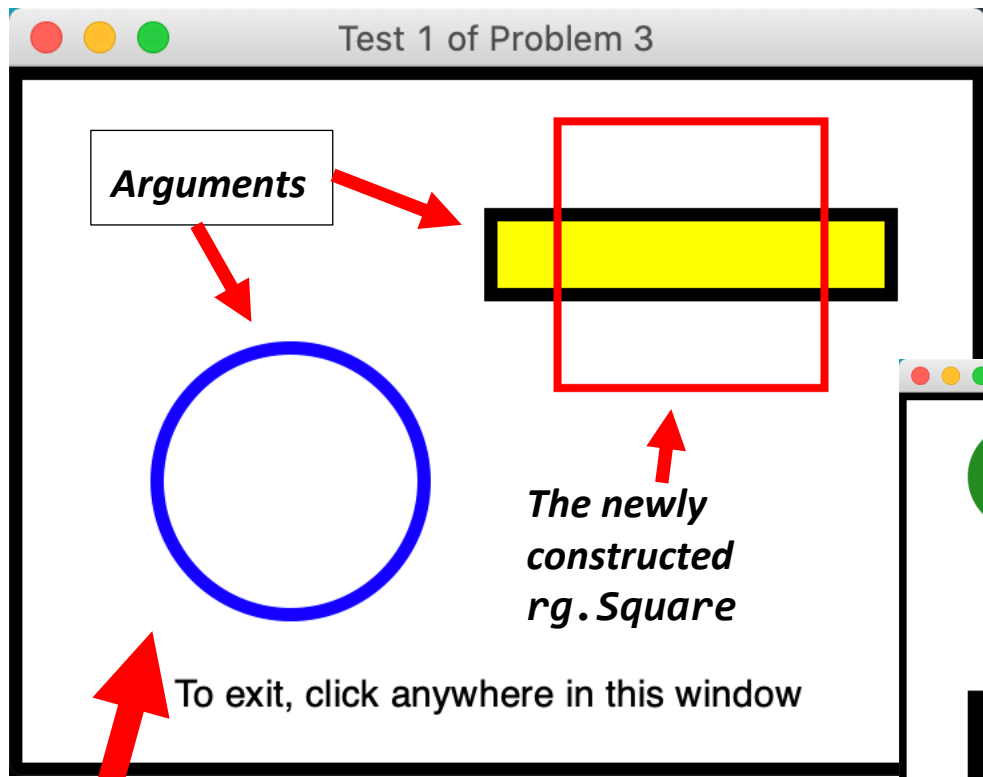 Test 1 of Problem 3
Arguments
The newly
constructed
rg.Square
To exit, click anywhere in this window